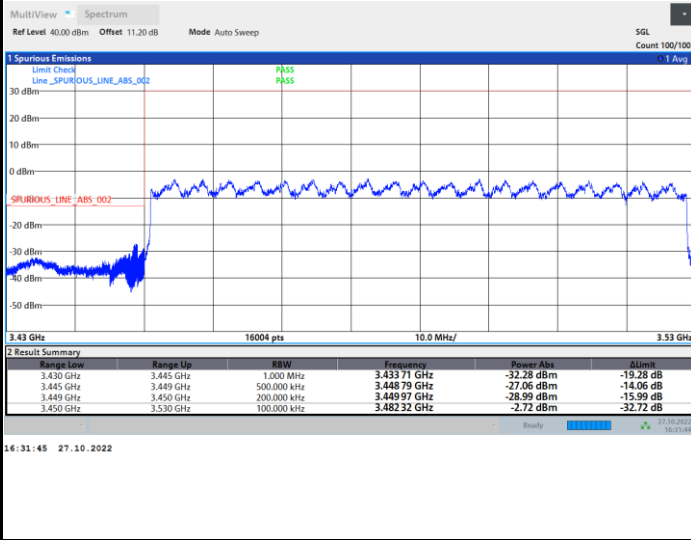 MultiView Spectrum
Ref Level 40.00 dBm Offset 11.20 dB Mode Auto Sweep SGL
Count 100/100
1 Spurious Emissions 1 Avg
Limit Check PASS
Line _SPURIOUS_LINE_ABS_002 PASS
30 dBm
20 dBm
10 dBm
0 dBm
_SPURIOUS_LINE_ABS_002
-20 dBm
-30 dBm
-40 dBm
-50 dBm
3.43 GHz 16004 pts 10.0 MHz/ 3.53 GHz
2 Result Summary
Range Low Range Up RBW Frequency Power Abs ΔLimit
3.430 GHz 3.445 GHz 1.000 MHz 3.433 71 GHz -32.28 dBm -19.28 dB
3.445 GHz 3.449 GHz 500.000 kHz 3.448 79 GHz -27.06 dBm -14.06 dB
3.449 GHz 3.450 GHz 200.000 kHz 3.449 97 GHz -28.99 dBm -15.99 dB
3.450 GHz 3.530 GHz 100.000 kHz 3.482 32 GHz -2.72 dBm -32.72 dB
Ready 27.10.2022
16:31:44
16:31:45 27.10.2022